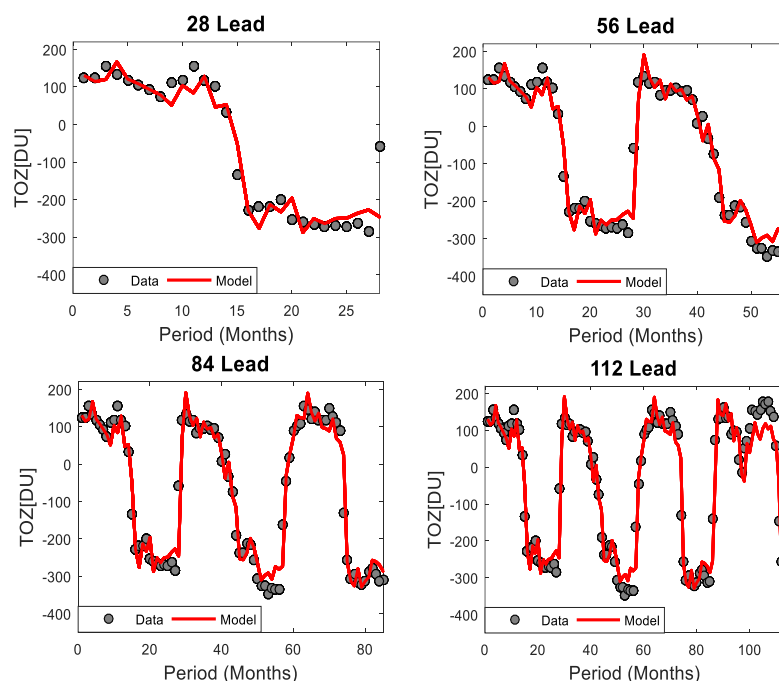 28 Lead
200
100
0
-100
-200
-300
-400
TOZ[DU]
0 5 10 15 20 25
Period (Months)
Data Model
56 Lead
200
100
0
-100
-200
-300
-400
TOZ[DU]
0 10 20 30 40 50
Period (Months)
Data Model
84 Lead
200
100
0
-100
-200
-300
-400
TOZ[DU]
0 20 40 60 80
Period (Months)
Data Model
112 Lead
200
100
0
-100
-200
-300
-400
TOZ[DU]
0 20 40 60 80 100
Period (Months)
Data Model